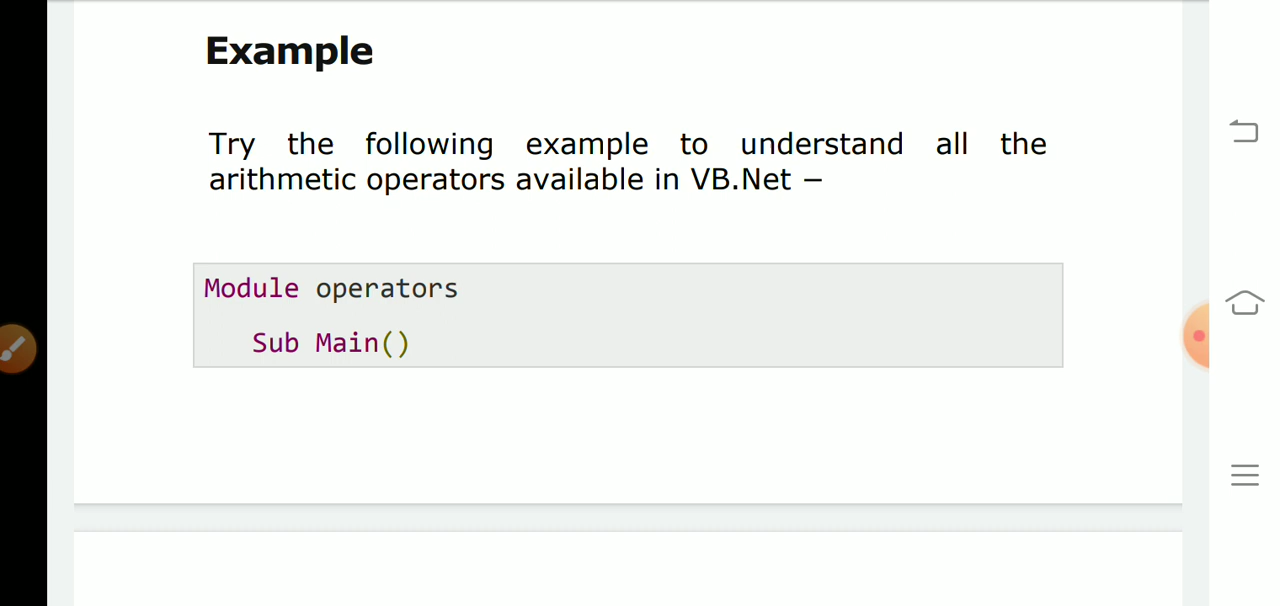 Example
Try the following example to understand all the
arithmetic operators available in VB.Net –
Module operators
Sub Main()